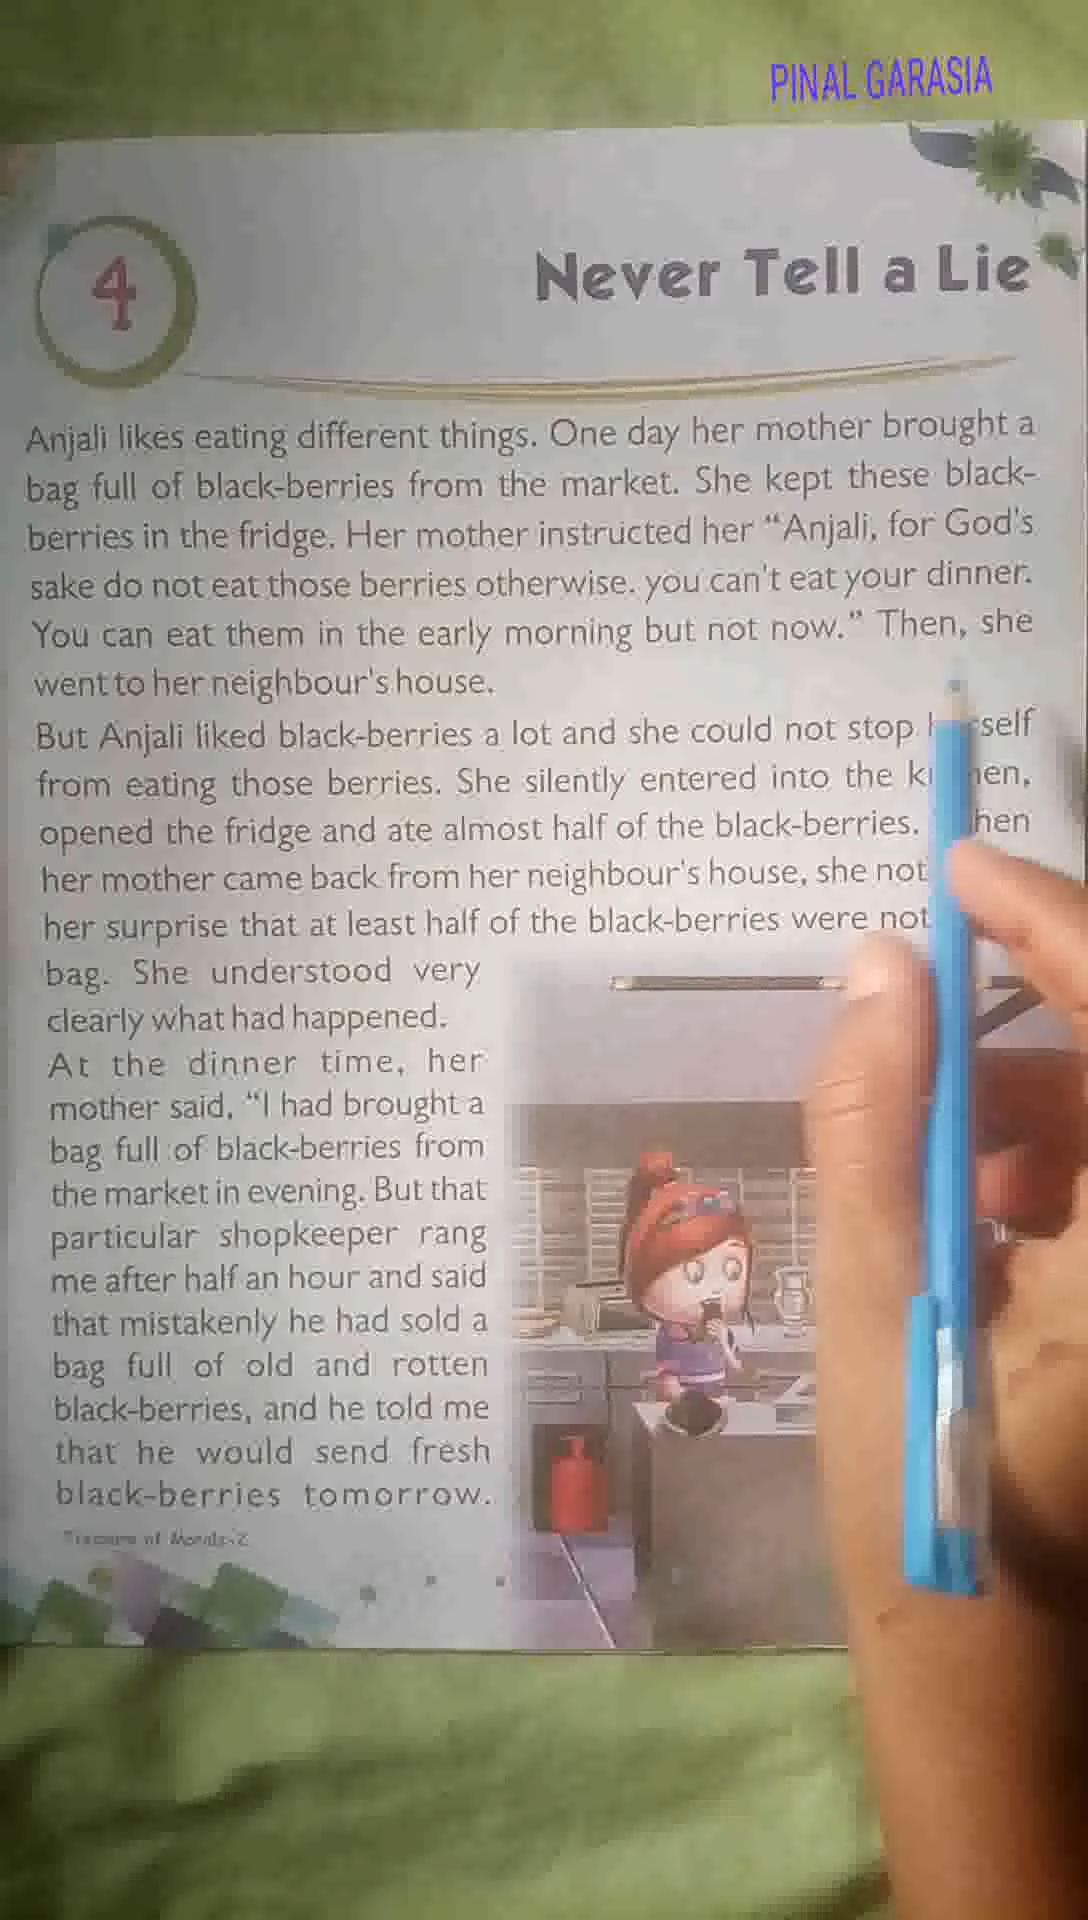 PINAL GARASIA
4
Never Tell a Lie
Anjali likes eating different things. One day her mother brought a
bag full of black-berries from the market. She kept these black-
berries in the fridge. Her mother instructed her “Anjali, for God's
sake do not eat those berries otherwise. you can't eat your dinner.
You can eat them in the early morning but not now.” Then, she
went to her neighbour's house.
But Anjali liked black-berries a lot and she could not stop
from eating those berries. She silently entered into the
opened the fridge and ate almost half of the black-berries.
her mother came back from her neighbour's house, she
her surprise that at least half of the black-berries were not
bag. She understood very
clearly what had happened.
At the dinner time, her
mother said, “I had brought a
bag full of black-berries from
the market in evening. But that
particular shopkeeper rang
me after half an hour and said
that mistakenly he had sold a
bag full of old and rotten
black-berries, and he told me
that he would send fresh
black-berries tomorrow.
Treasure of Morals-2